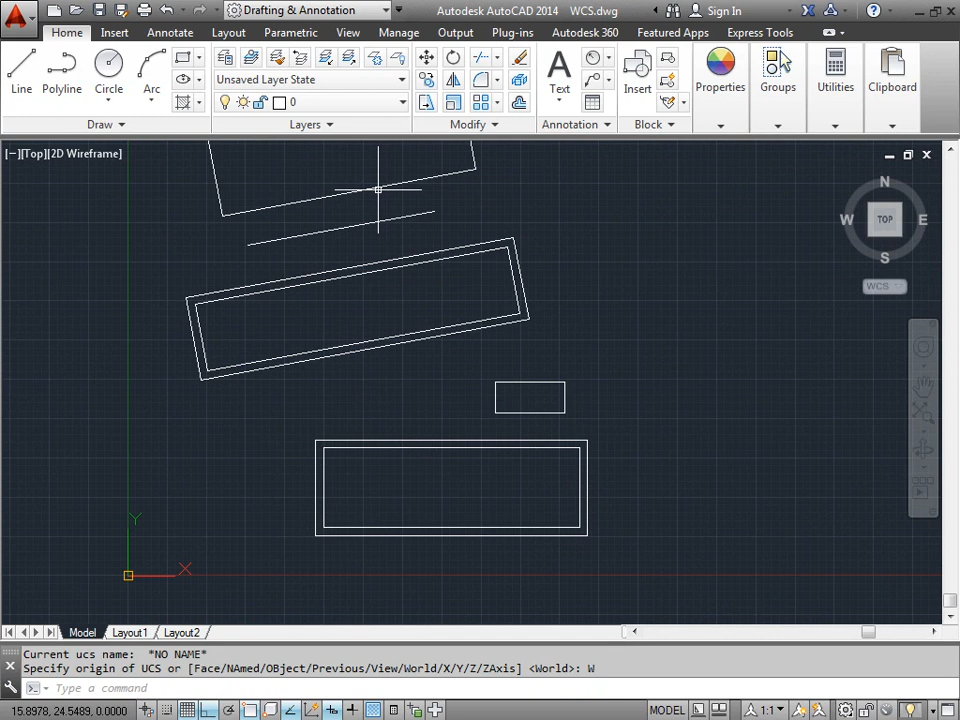 Drafting & Annotation
Autodesk AutoCAD 2014 WCS.dwg
Sign In
Home Insert Annotate Layout Parametric View Manage Output Plug-ins Autodesk 360 Featured Apps Express Tools
Line Polyline Circle Arc
Unsaved Layer State
0
Text
Insert
Properties Groups Utilities Clipboard
Draw Layers Modify Annotation Block
[−][Top][2D Wireframe]
N
W TOP E
S
WCS
Y
X
Model Layout1 Layout2
Current ucs name: *NO NAME*
Specify origin of UCS or [Face/NAmed/OBject/Previous/View/World/X/Y/Z/ZAxis] <World>: W
Type a command
15.8978, 24.5489, 0.0000
MODEL
1:1